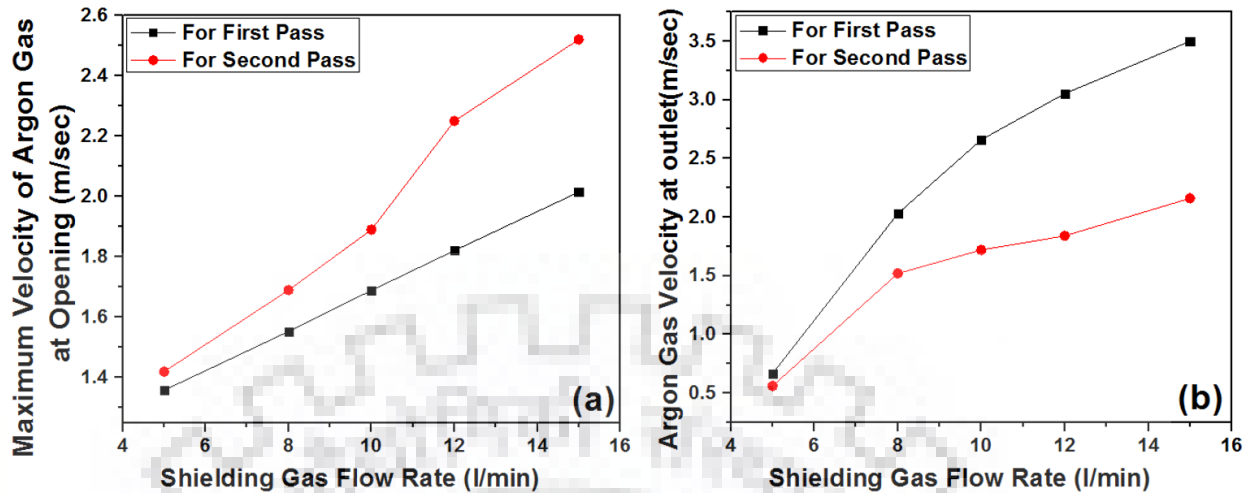 Maximum Velocity of Argon Gas
at Opening (m/sec)
2.6
2.4
2.2
2.0
1.8
1.6
1.4
For First Pass
For Second Pass
(a)
4 6 8 10 12 14 16
Shielding Gas Flow Rate (l/min)
Argon Gas Velocity at outlet(m/sec)
3.5
3.0
2.5
2.0
1.5
1.0
0.5
For First Pass
For Second Pass
(b)
4 6 8 10 12 14 16
Shielding Gas Flow Rate (l/min)